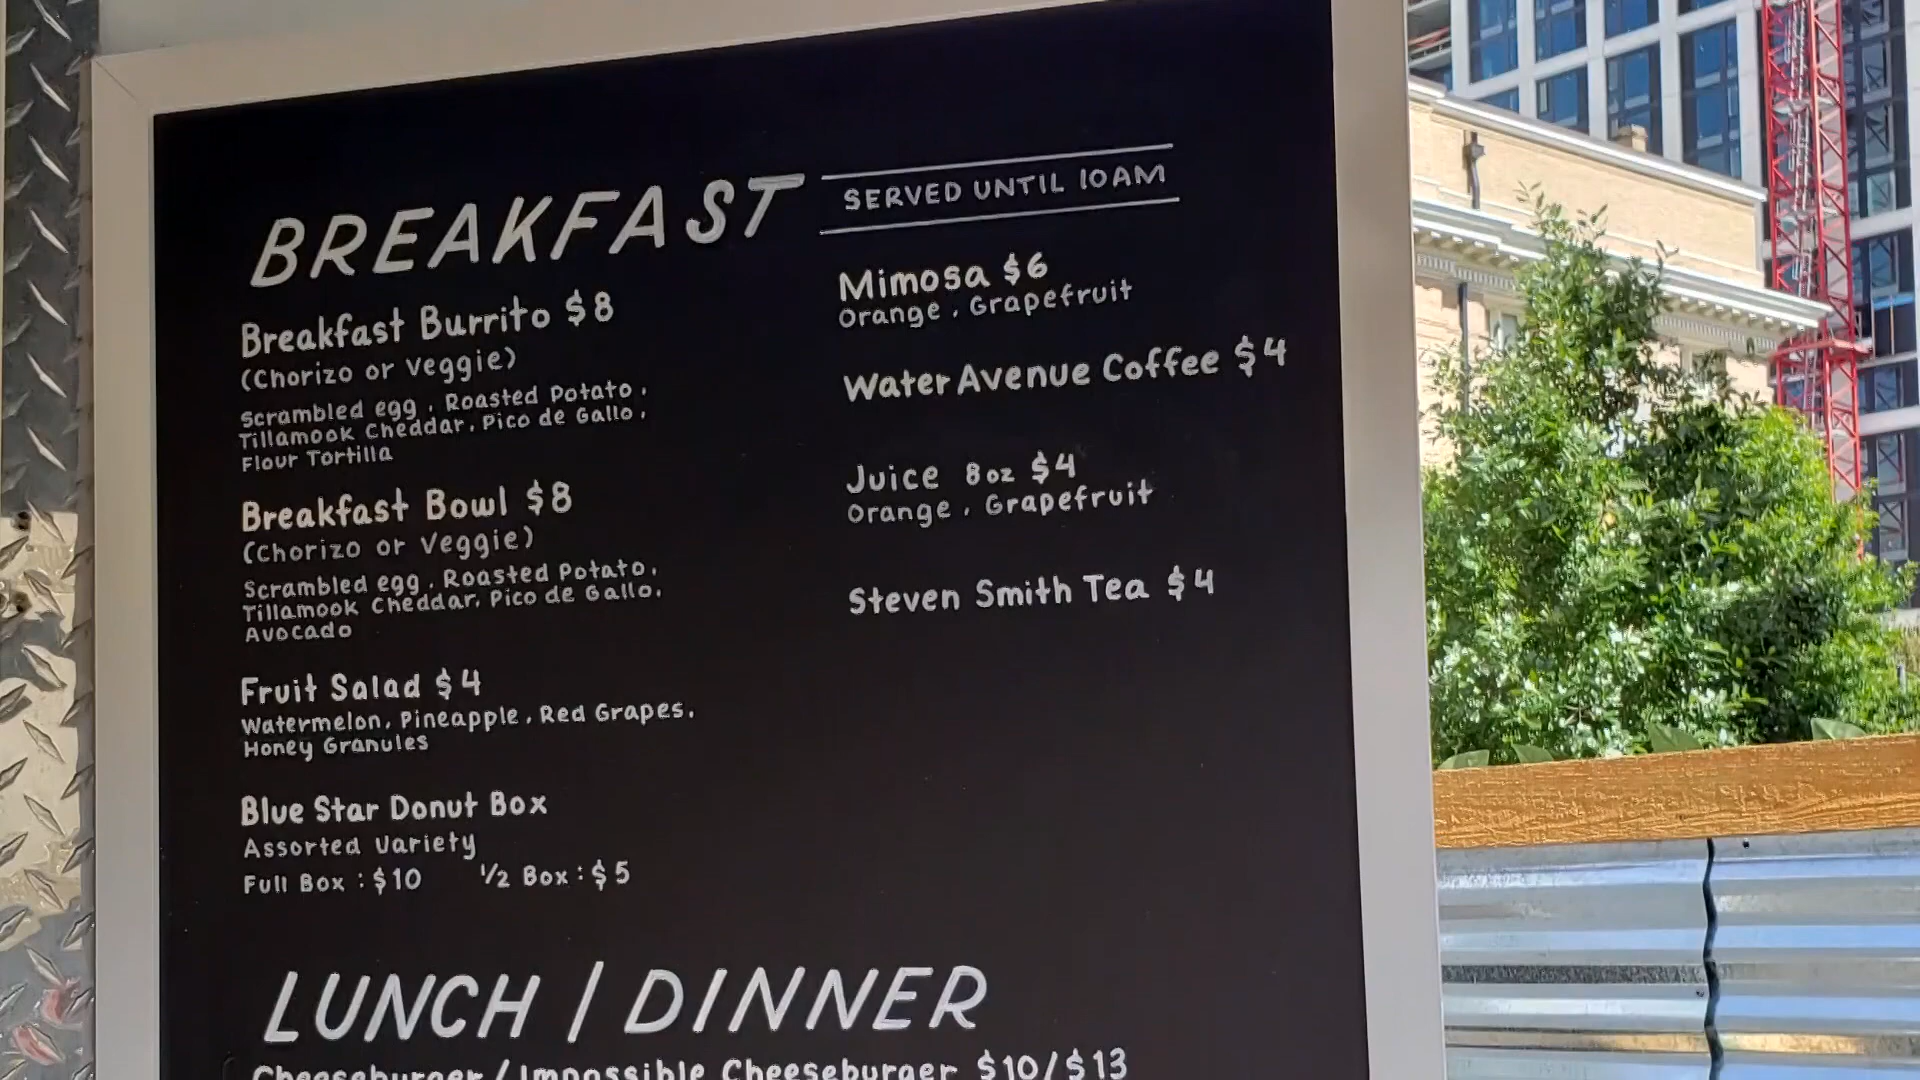 BREAKFAST
SERVED UNTIL 10AM
Breakfast Burrito $8
(Chorizo or Veggie)
Scrambled egg, Roasted Potato,
Tillamook Cheddar, Pico de Gallo,
Flour Tortilla
Breakfast Bowl $8
(Chorizo or Veggie)
Scrambled egg, Roasted Potato,
Tillamook Cheddar, Pico de Gallo,
Avocado
Fruit Salad $4
Watermelon, Pineapple, Red Grapes,
Honey Granules
Blue Star Donut Box
Assorted Variety
Full Box : $10 1/2 Box : $5
Mimosa $6
Orange, Grapefruit
Water Avenue Coffee $4
Juice 8oz $4
Orange, Grapefruit
Steven Smith Tea $4
LUNCH / DINNER
Cheeseburger / Impossible Cheeseburger $10/$13